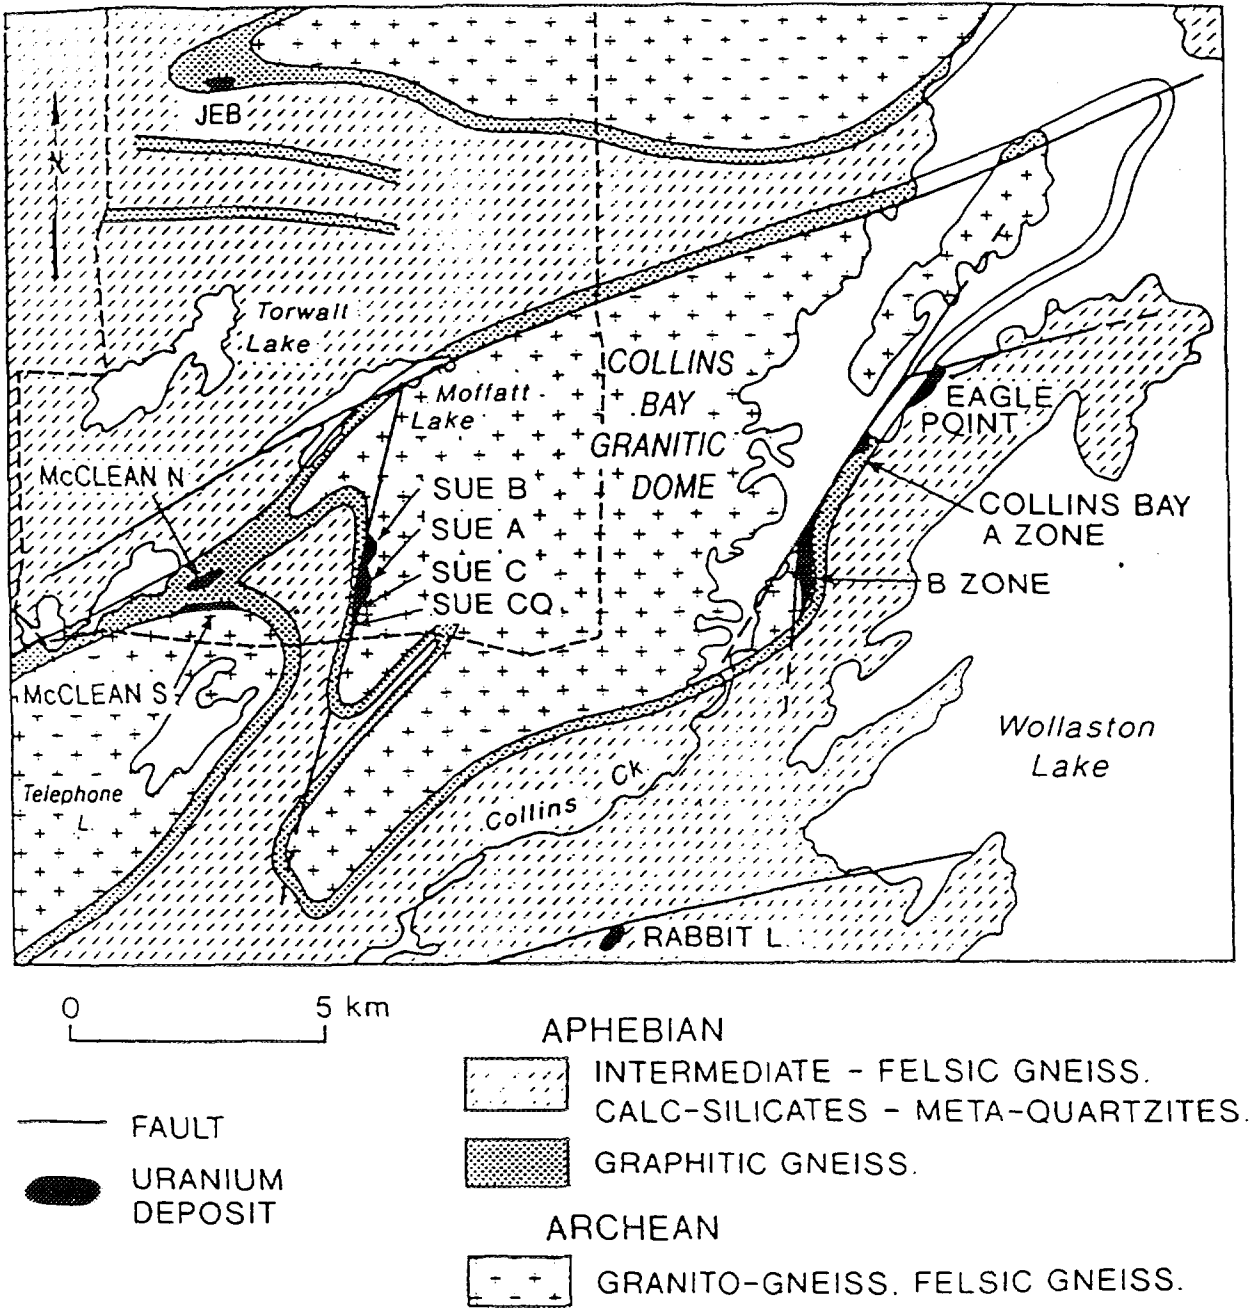 N
JEB
Torwalt
Lake
Moffatt
Lake
COLLINS
BAY
GRANITIC
DOME
EAGLE
POINT
McCLEAN N
SUE B
SUE A
SUE C
SUE CQ
COLLINS BAY
A ZONE
B ZONE
McCLEAN S
Wollaston
Lake
Telephone
L.
Collins Ck
RABBIT L.
0 5 km
FAULT
URANIUM
DEPOSIT
APHEBIAN
INTERMEDIATE - FELSIC GNEISS.
CALC-SILICATES - META-QUARTZITES.
GRAPHITIC GNEISS.
ARCHEAN
GRANITO-GNEISS. FELSIC GNEISS.